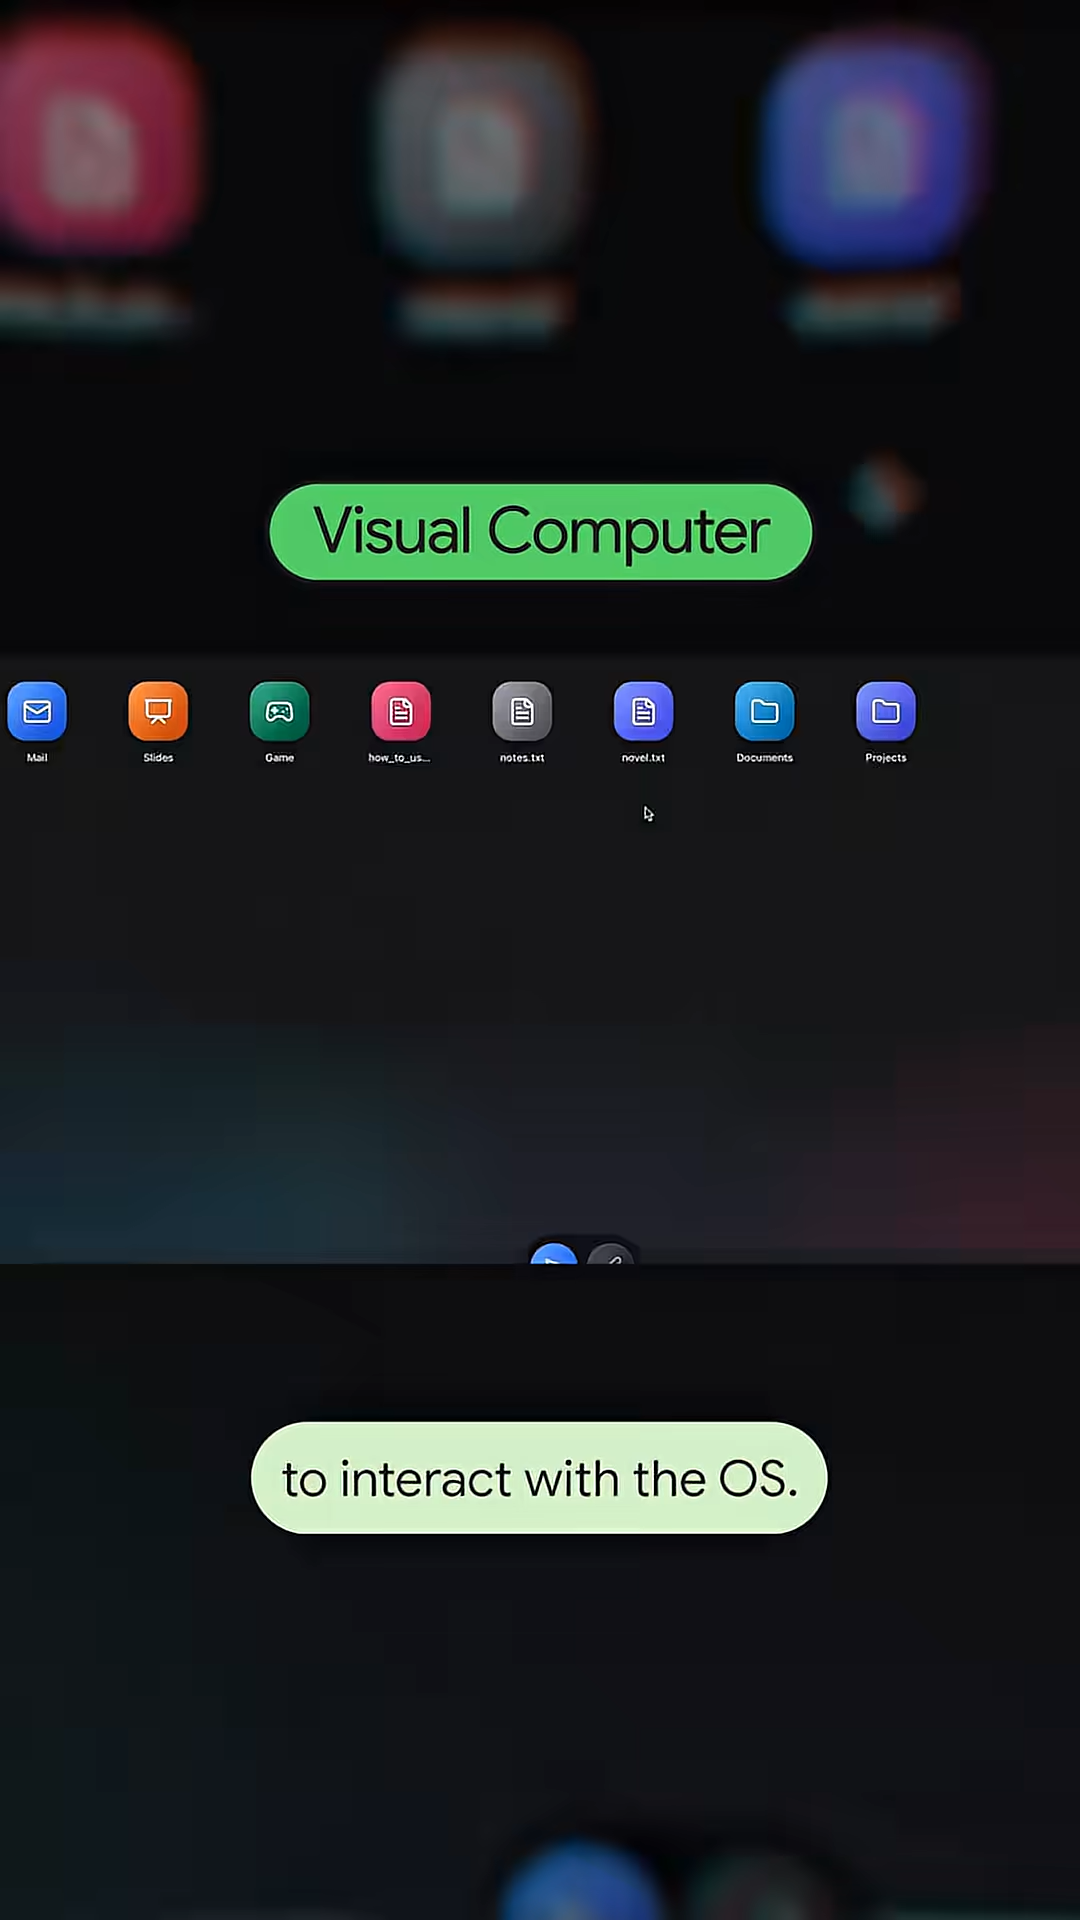 Visual Computer
Mail
Slides
Game
how_to_us...
notes.txt
novel.txt
Documents
Projects
to interact with the OS.